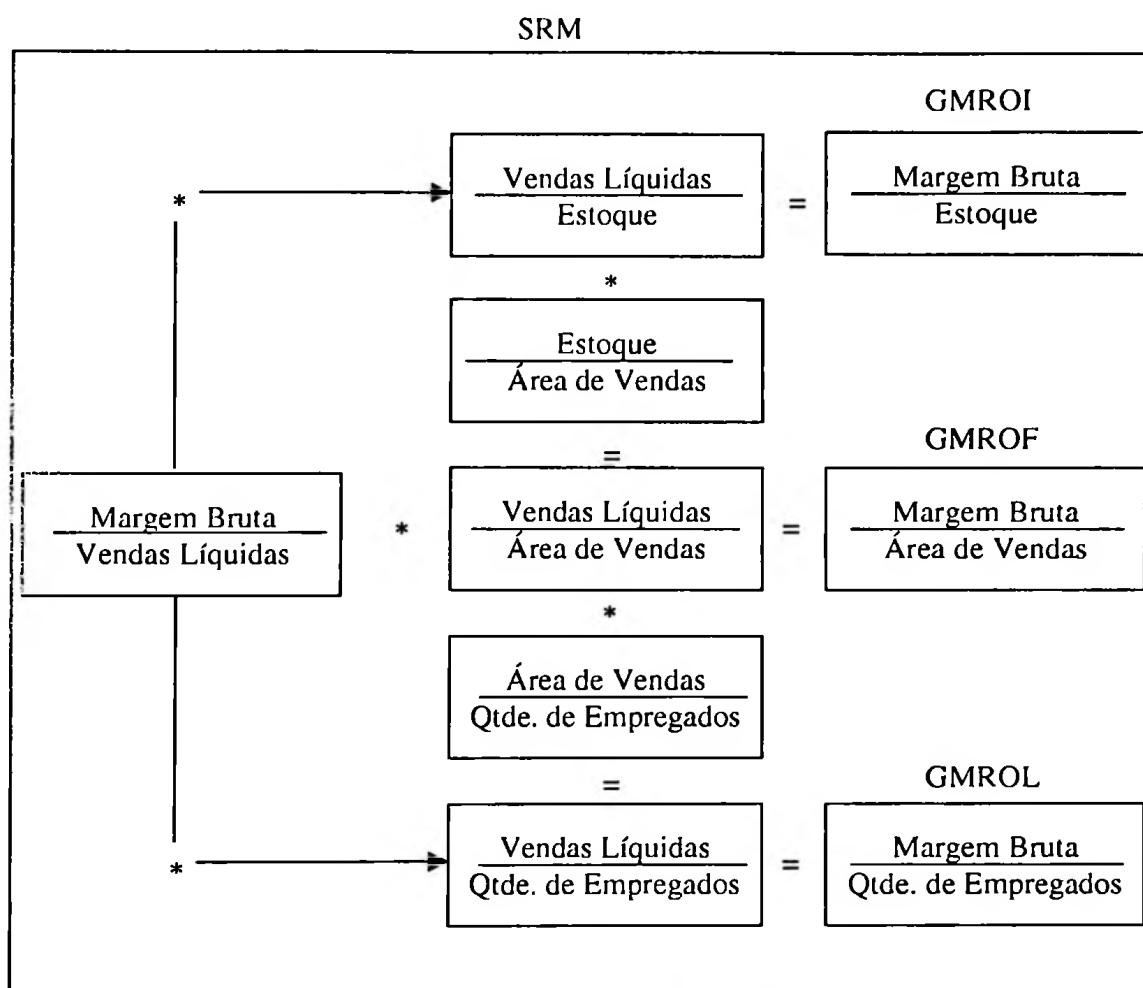 SRM
GMROI
* Vendas Líquidas = Margem Bruta
Estoque Estoque
*
Estoque
Área de Vendas
= GMROF
Margem Bruta * Vendas Líquidas = Margem Bruta
Vendas Líquidas Área de Vendas Área de Vendas
*
Área de Vendas
Qtde. de Empregados
= GMROL
* Vendas Líquidas = Margem Bruta
Qtde. de Empregados Qtde. de Empregados